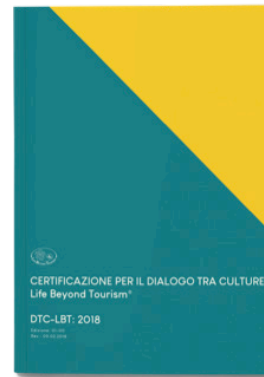 CERTIFICAZIONE PER IL DIALOGO TRA CULTURE
Life Beyond Tourism®
DTC-LBT: 2018